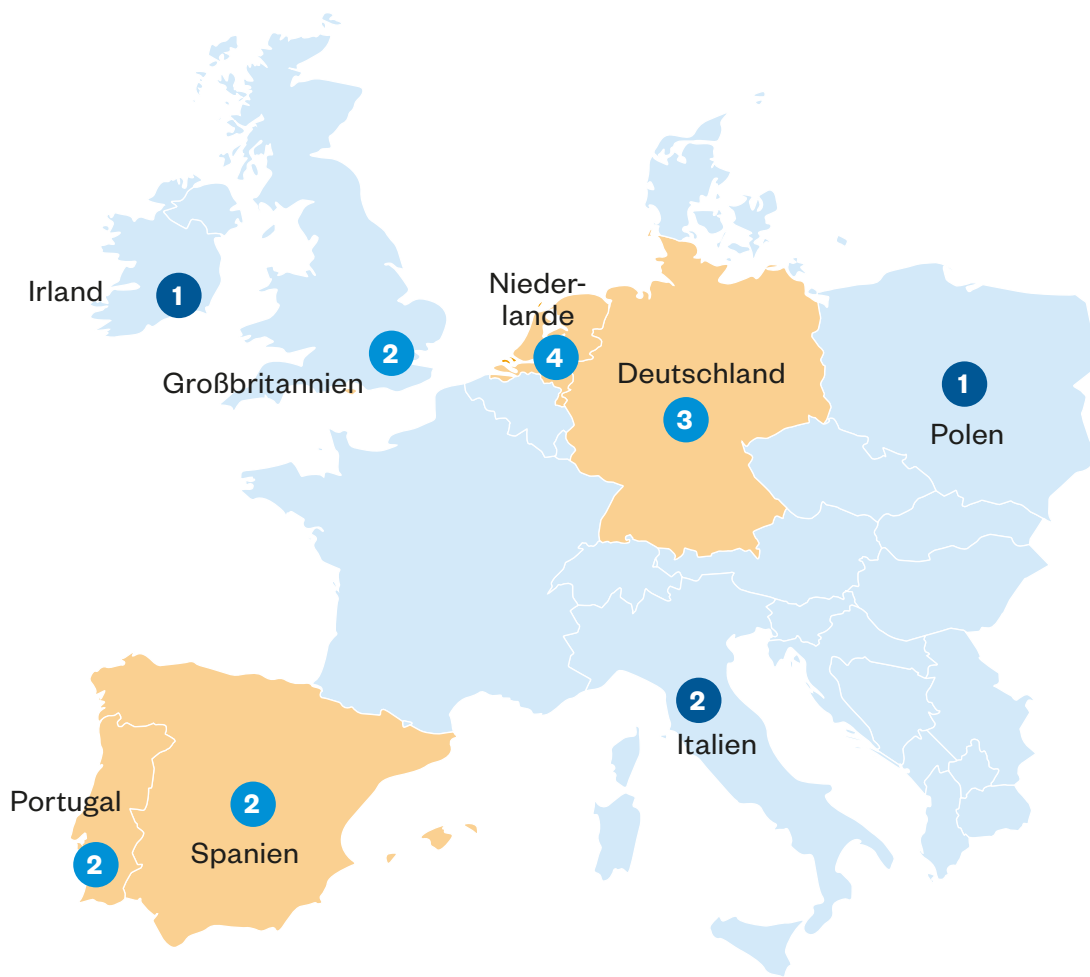 Irland
1
Großbritannien
2
Nieder-
lande
4
Deutschland
3
1
Polen
2
Italien
Portugal
2
2
Spanien